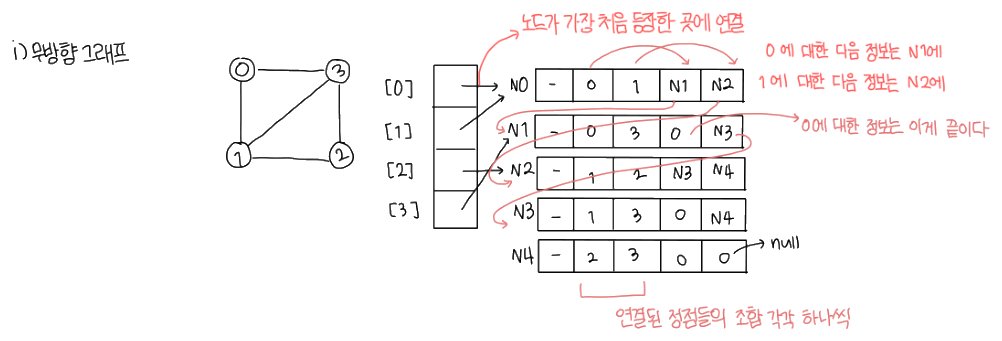 노드가 가장 처음 등장한 곳에 연결
i) 무방향 그래프
0 3
1 2
[0]
[1]
[2]
[3]
N0 - 0 1 N1 N2
N1 - 0 3 0 N3
N2 - 1 2 N3 N4
N3 - 1 3 0 N4
N4 - 2 3 0 0
null
0에 대한 다음 정보는 N1에
1에 대한 다음 정보는 N2에
0에 대한 정보는 이게 끝이다
연결된 정점들의 조합 각각 하나씩